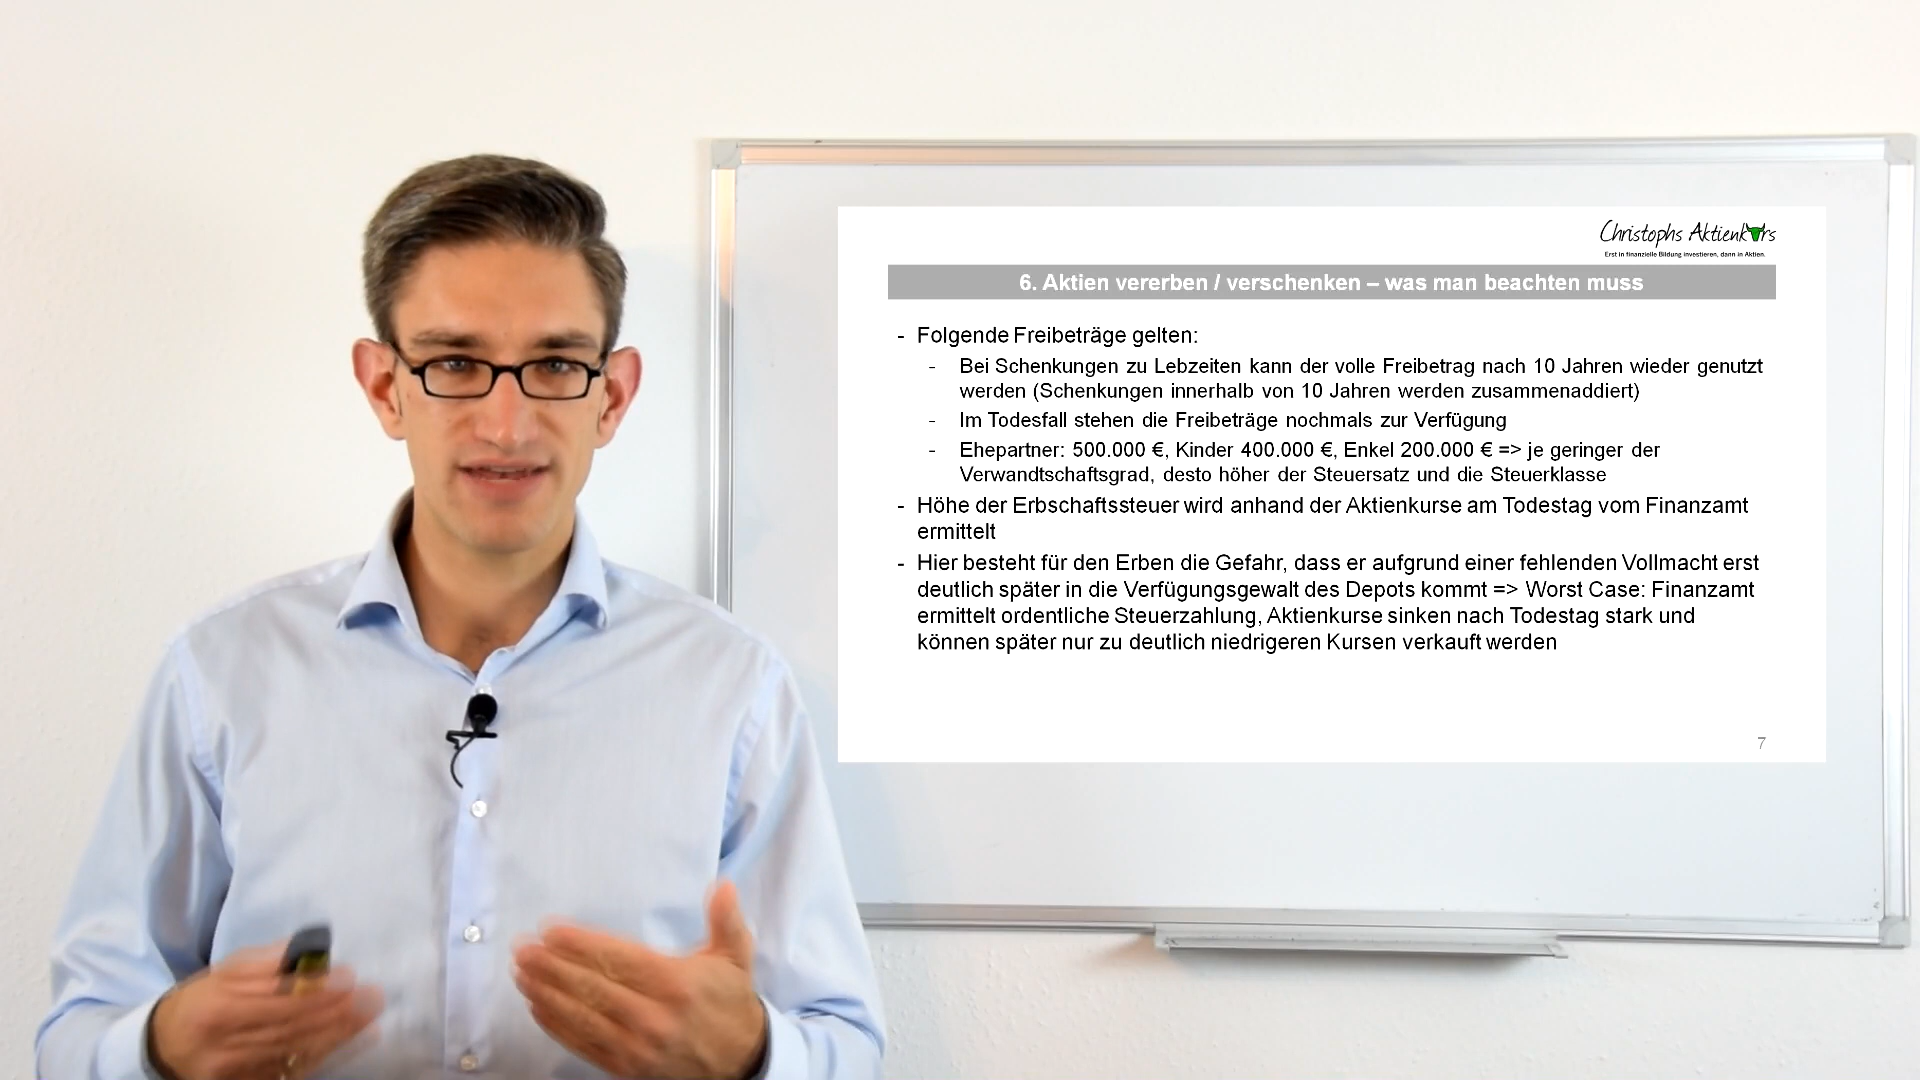 Christophs Aktienkurs
Erst in finanzielle Bildung investieren, dann in Aktien.
6. Aktien vererben / verschenken – was man beachten muss
- Folgende Freibeträge gelten:
- Bei Schenkungen zu Lebzeiten kann der volle Freibetrag nach 10 Jahren wieder genutzt
werden (Schenkungen innerhalb von 10 Jahren werden zusammenaddiert)
- Im Todesfall stehen die Freibeträge nochmals zur Verfügung
- Ehepartner: 500.000 €, Kinder 400.000 €, Enkel 200.000 € => je geringer der
Verwandtschaftsgrad, desto höher der Steuersatz und die Steuerklasse
- Höhe der Erbschaftssteuer wird anhand der Aktienkurse am Todestag vom Finanzamt
ermittelt
- Hier besteht für den Erben die Gefahr, dass er aufgrund einer fehlenden Vollmacht erst
deutlich später in die Verfügungsgewalt des Depots kommt => Worst Case: Finanzamt
ermittelt ordentliche Steuerzahlung, Aktienkurse sinken nach Todestag stark und
können später nur zu deutlich niedrigeren Kursen verkauft werden
7